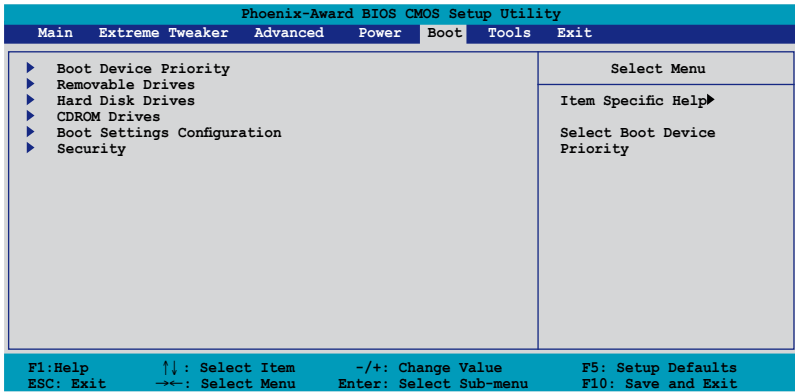 Phoenix-Award BIOS CMOS Setup Utility
Main Extreme Tweaker Advanced Power Boot Tools Exit
Boot Device Priority
Removable Drives
Hard Disk Drives
CDROM Drives
Boot Settings Configuration
Security
Select Menu
Item Specific Help
Select Boot Device
Priority
F1:Help ↑↓ : Select Item -/+: Change Value F5: Setup Defaults
ESC: Exit →←: Select Menu Enter: Select Sub-menu F10: Save and Exit